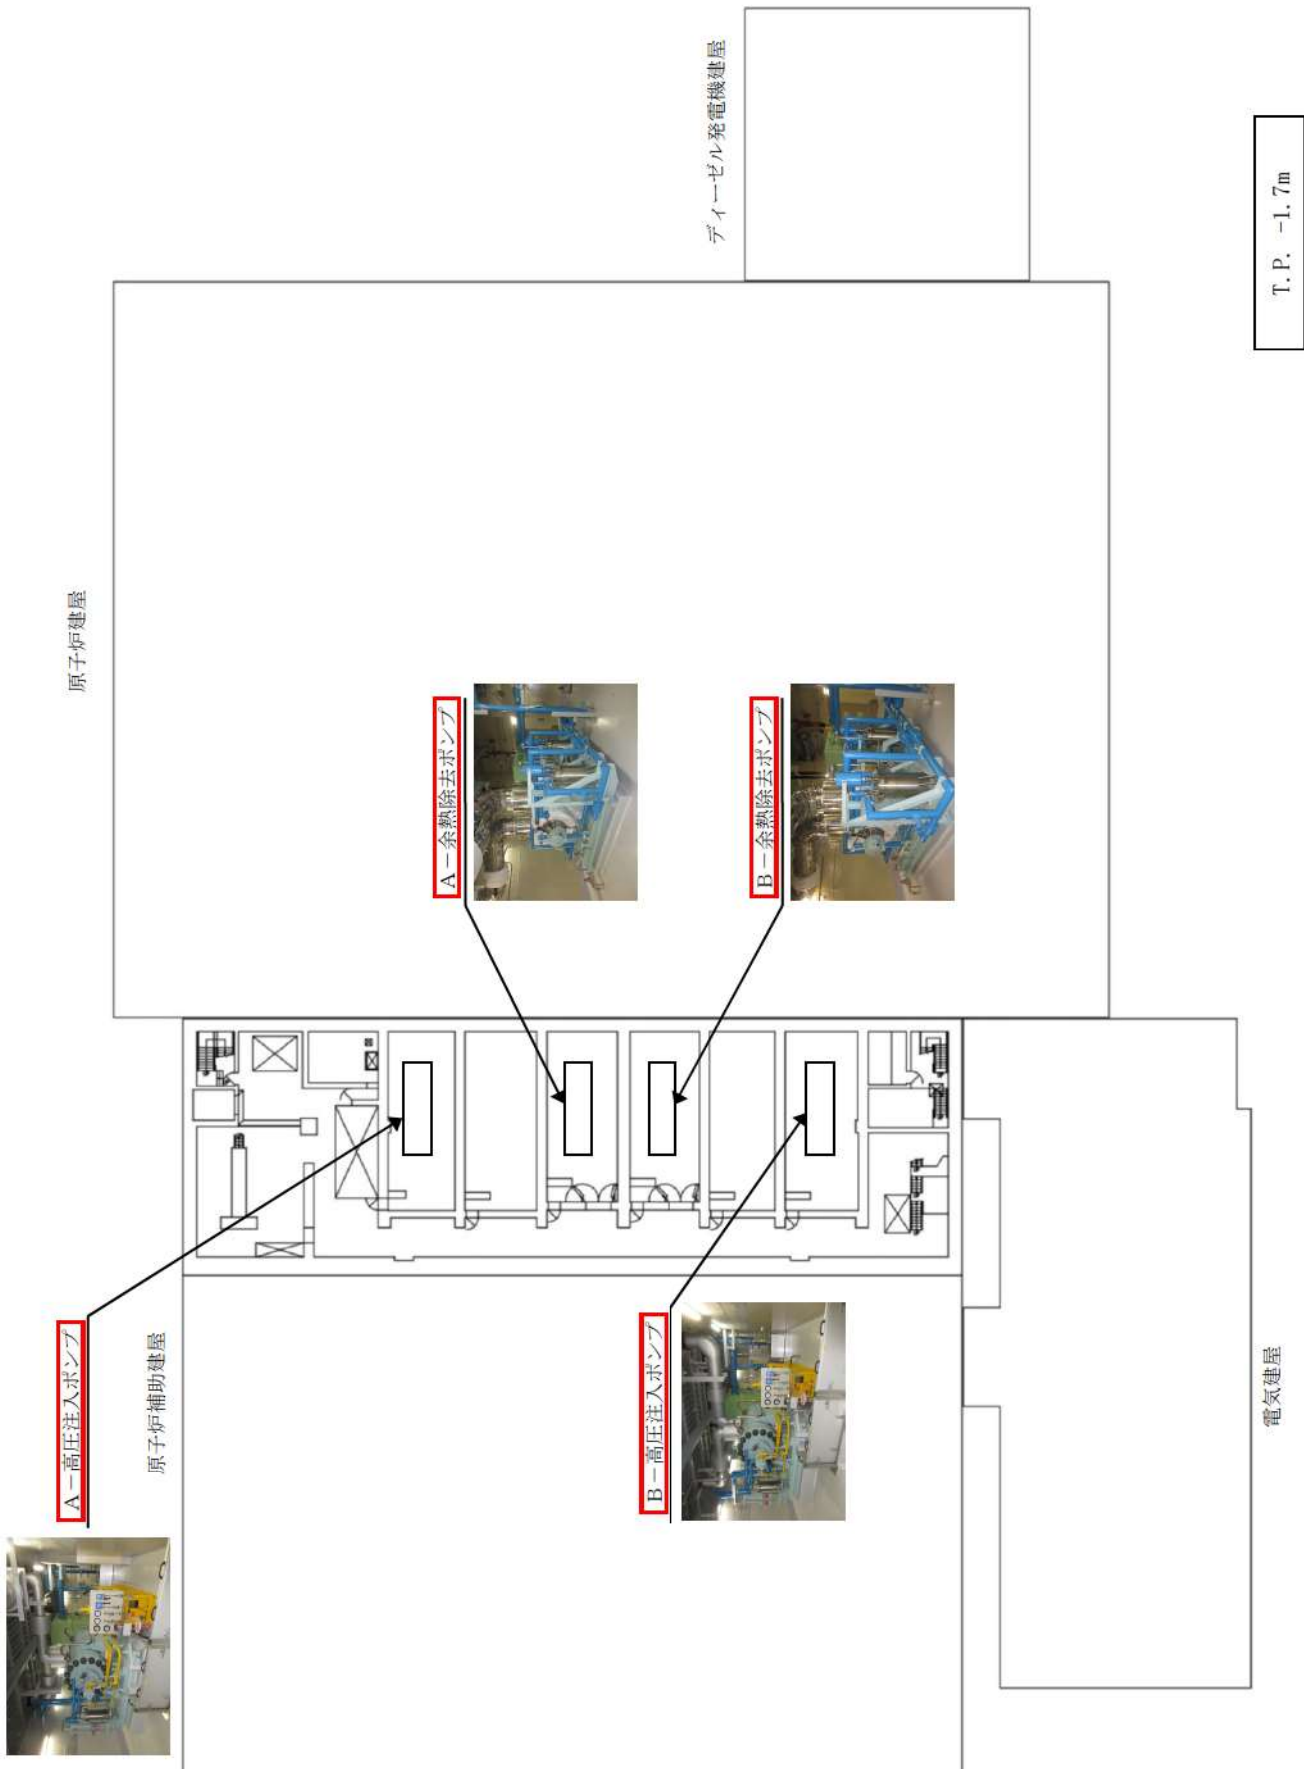 A－高圧注入ポンプ
原子炉補助建屋
B－高圧注入ポンプ
電気建屋
原子炉建屋
A－余熱除去ポンプ
B－余熱除去ポンプ
ディーゼル発電機建屋
T.P. -1.7m